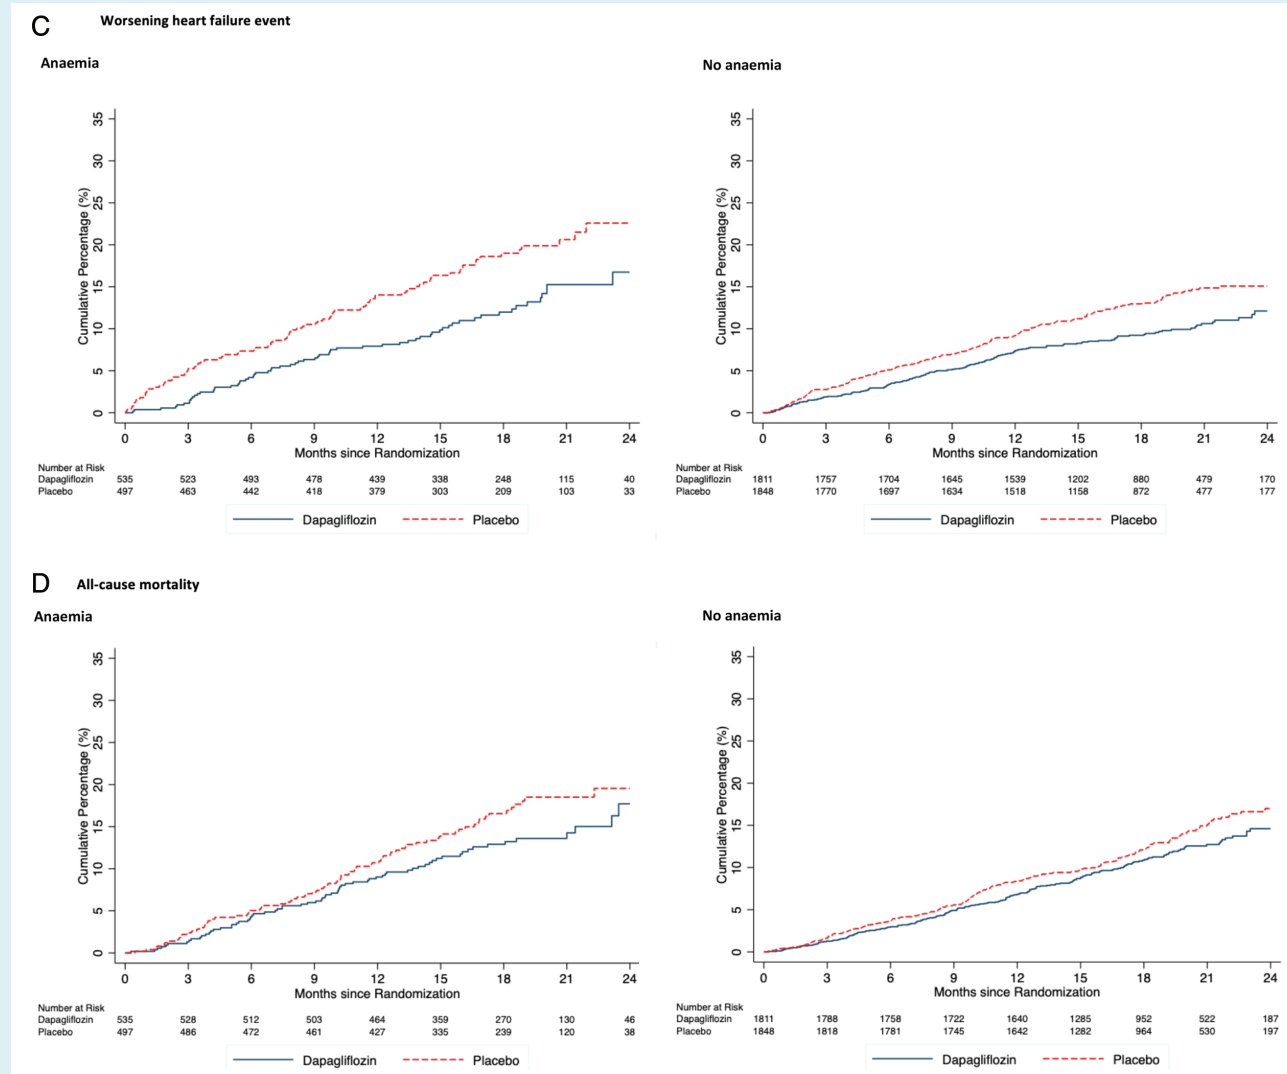 C Worsening heart failure event
Anaemia
Cumulative Percentage (%)
35
30
25
20
15
10
5
0
0 3 6 9 12 15 18 21 24
Months since Randomization
Number at Risk
Dapagliflozin 535 523 493 478 439 338 248 115 40
Placebo 497 463 442 418 379 303 209 103 33
Dapagliflozin Placebo
No anaemia
Cumulative Percentage (%)
35
30
25
20
15
10
5
0
0 3 6 9 12 15 18 21 24
Months since Randomization
Number at Risk
Dapagliflozin 1811 1757 1704 1645 1539 1202 880 479 170
Placebo 1848 1770 1697 1634 1518 1158 872 477 177
Dapagliflozin Placebo
D All-cause mortality
Anaemia
Cumulative Percentage (%)
35
30
25
20
15
10
5
0
0 3 6 9 12 15 18 21 24
Months since Randomization
Number at Risk
Dapagliflozin 535 528 512 503 464 359 270 130 46
Placebo 497 486 472 461 427 335 239 120 38
Dapagliflozin Placebo
No anaemia
Cumulative Percentage (%)
35
30
25
20
15
10
5
0
0 3 6 9 12 15 18 21 24
Months since Randomization
Number at Risk
Dapagliflozin 1811 1788 1758 1722 1640 1285 952 522 187
Placebo 1848 1818 1781 1745 1642 1282 964 530 197
Dapagliflozin Placebo